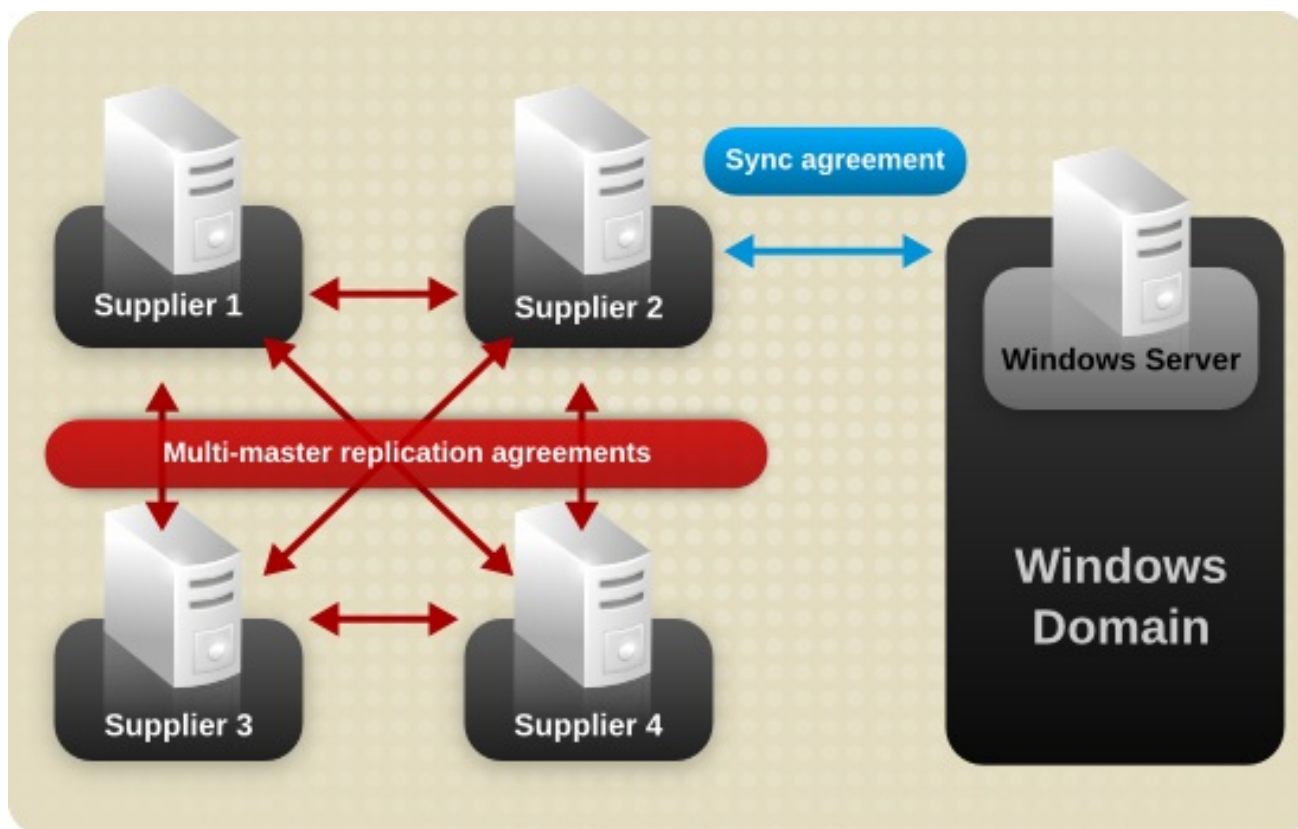 Sync agreement
Supplier 1
Supplier 2
Windows Server
Multi-master replication agreements
Windows
Domain
Supplier 3
Supplier 4